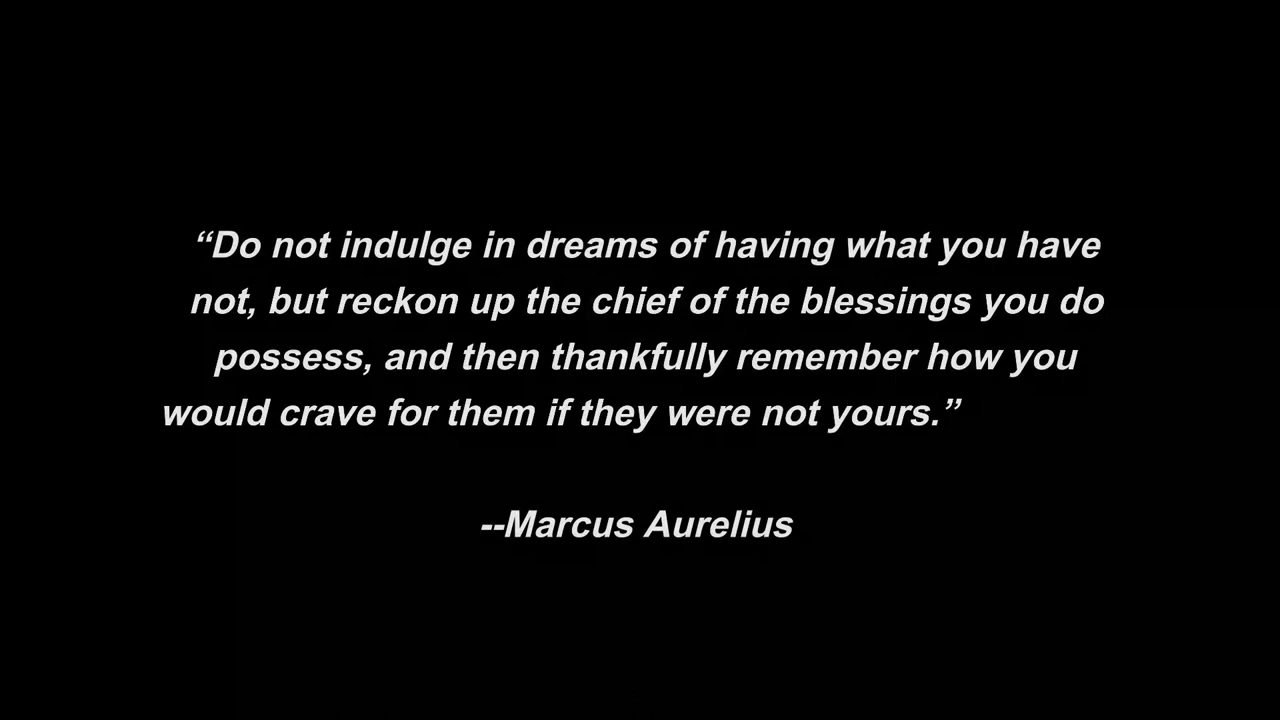 “Do not indulge in dreams of having what you have
not, but reckon up the chief of the blessings you do
possess, and then thankfully remember how you
would crave for them if they were not yours.”
--Marcus Aurelius